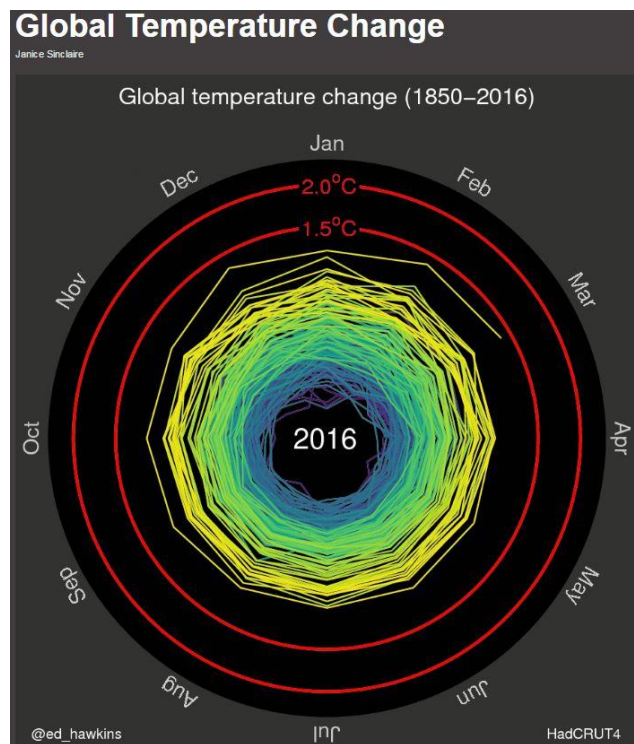 Global Temperature Change
Janice Sinclaire
Global temperature change (1850−2016)
Jan
Dec
Feb
2.0°C
1.5°C
Nov
Mar
Oct
2016
Apr
Sep
May
Aug
Jun
Jul
@ed_hawkins
HadCRUT4